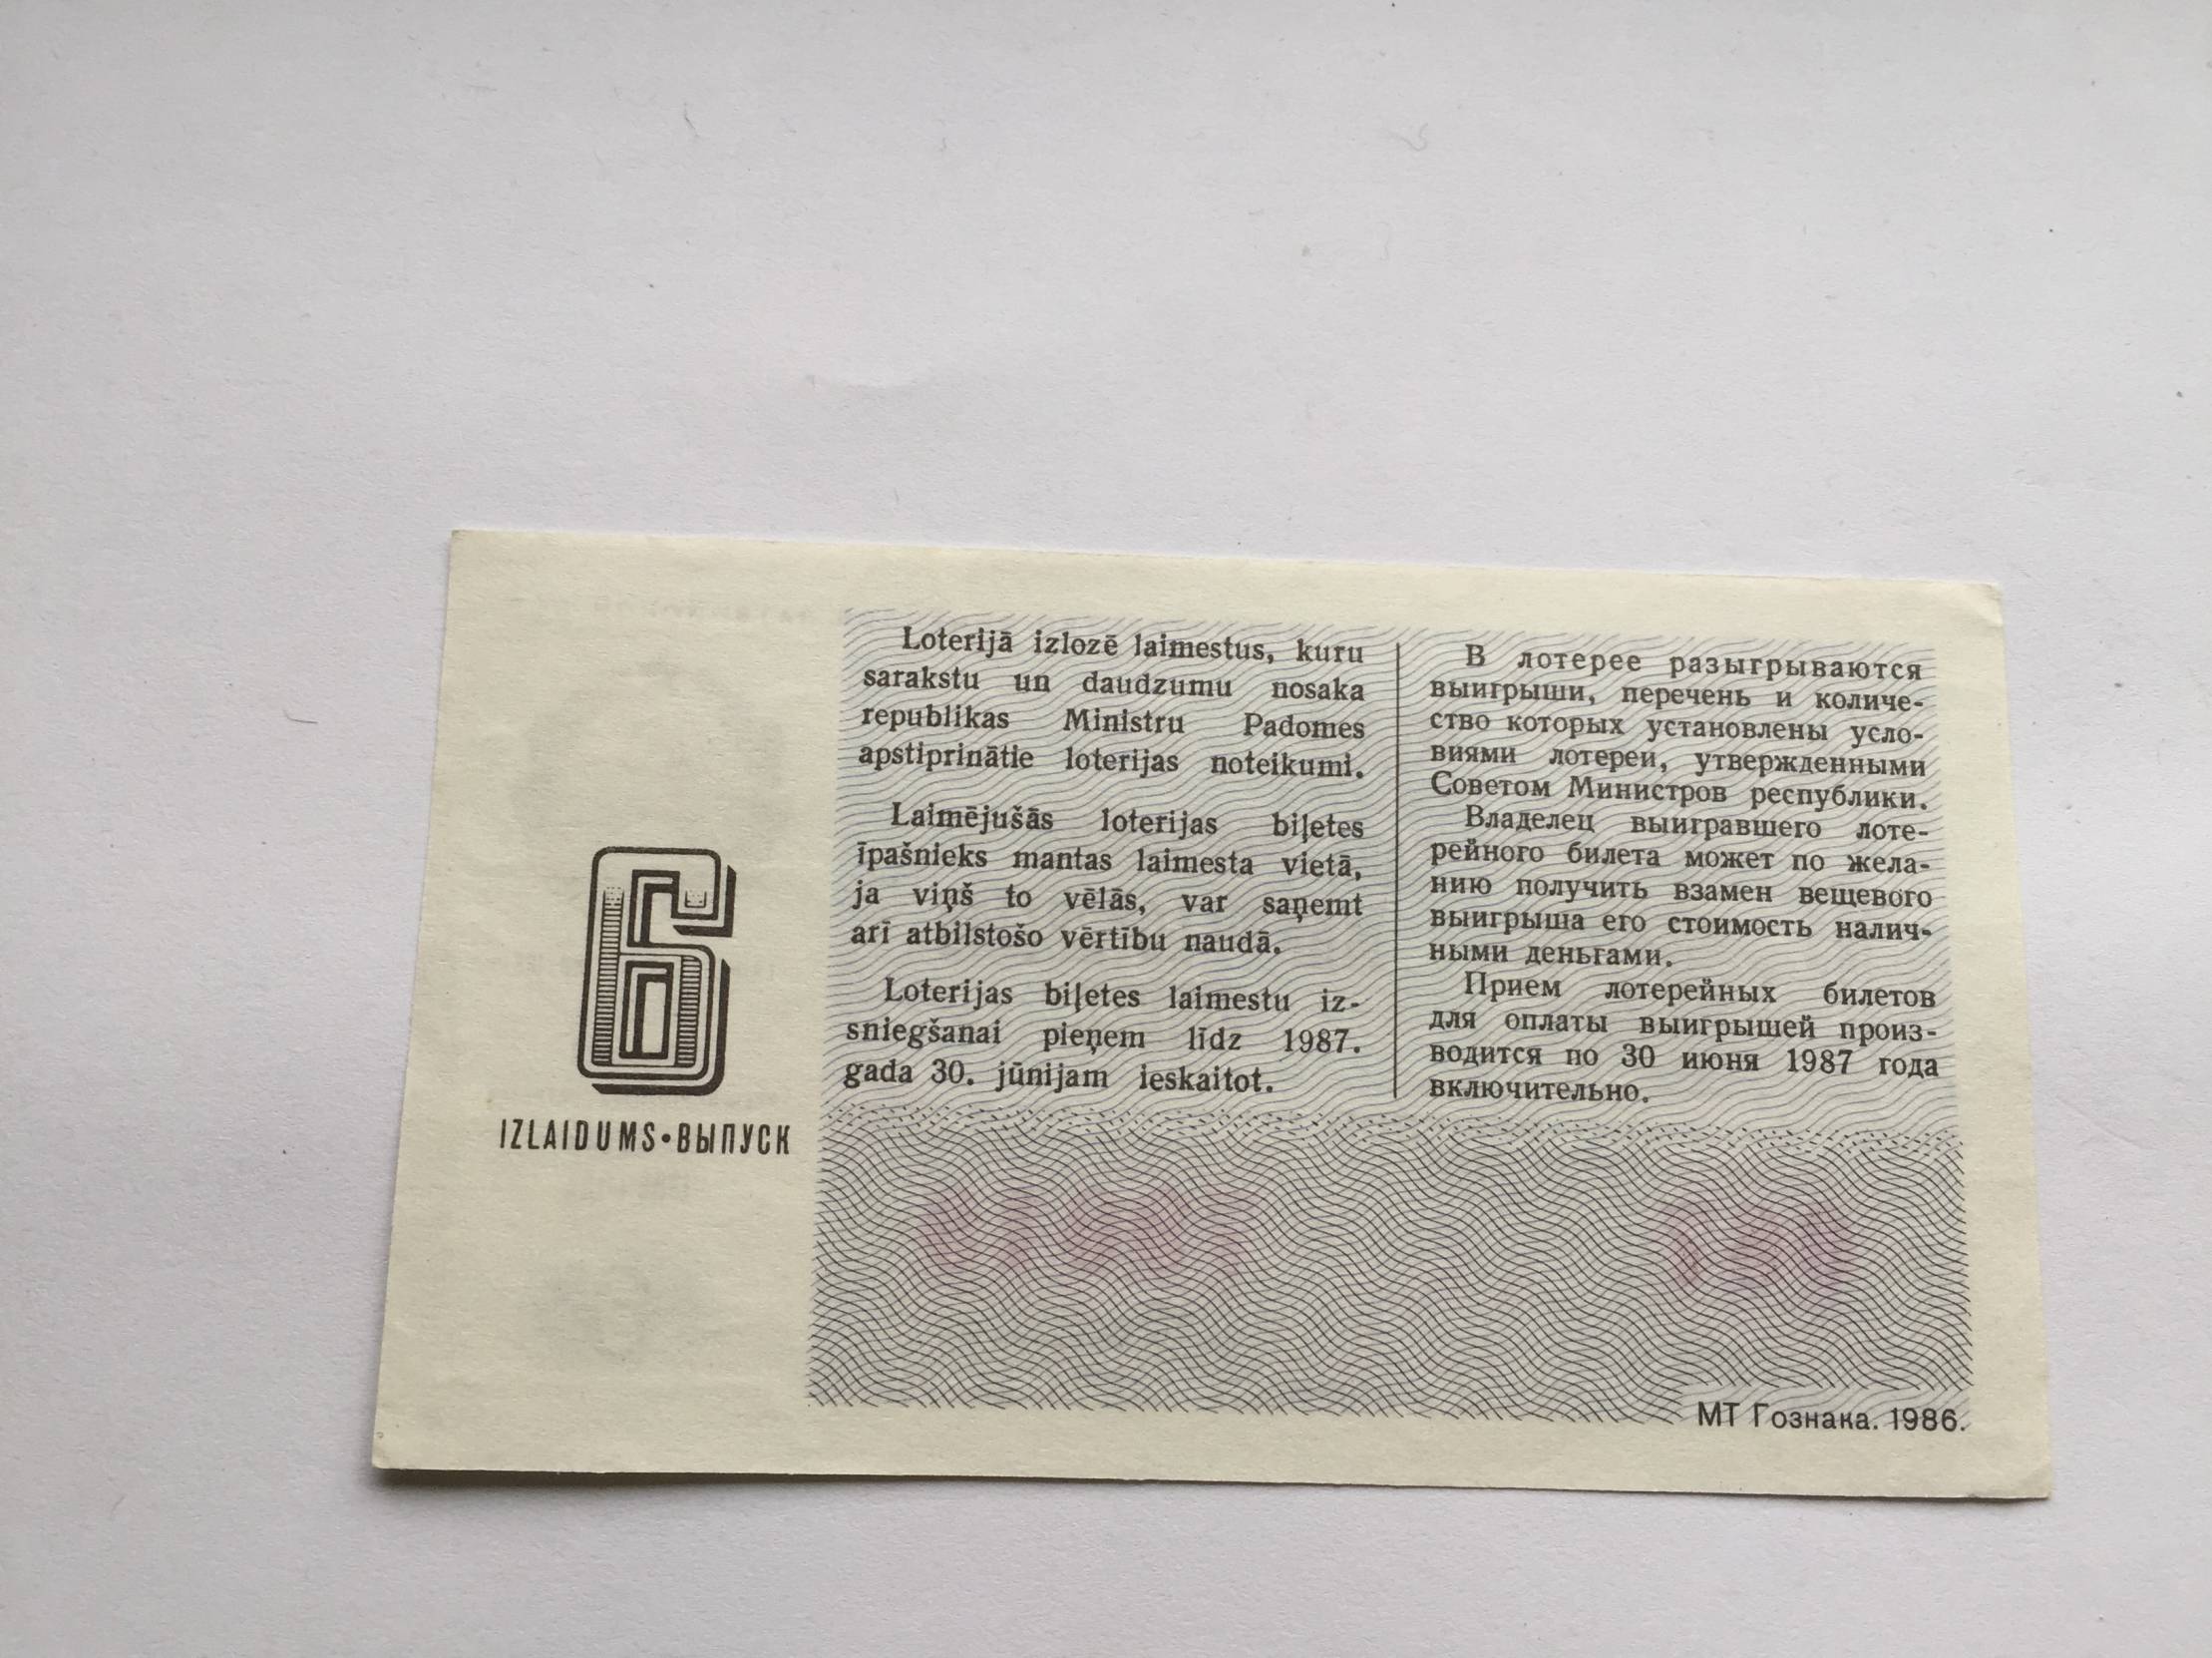 6
IZLAIDUMS•ВЫПУСК
Loterijā izlozē laimestus, kuru
sarakstu un daudzumu nosaka
republikas Ministru Padomes
apstiprinātie loterijas noteikumi.
Laimējušās loterijas biļetes
īpašnieks mantas laimesta vietā,
ja viņš to vēlās, var saņemt
arī atbilstošo vērtību naudā.
Loterijas biļetes laimestu iz-
sniegšanai pieņem līdz 1987.
gada 30. jūnijam ieskaitot.
В лотерее разыгрываются
выигрыши, перечень и количе-
ство которых установлены усло-
виями лотереи, утвержденными
Советом Министров республики.
Владелец выигравшего лоте-
рейного билета может по жела-
нию получить взамен вещевого
выигрыша его стоимость налич-
ными деньгами.
Прием лотерейных билетов
для оплаты выигрышей произ-
водится по 30 июня 1987 года
включительно.
МТ Гознака. 1986.